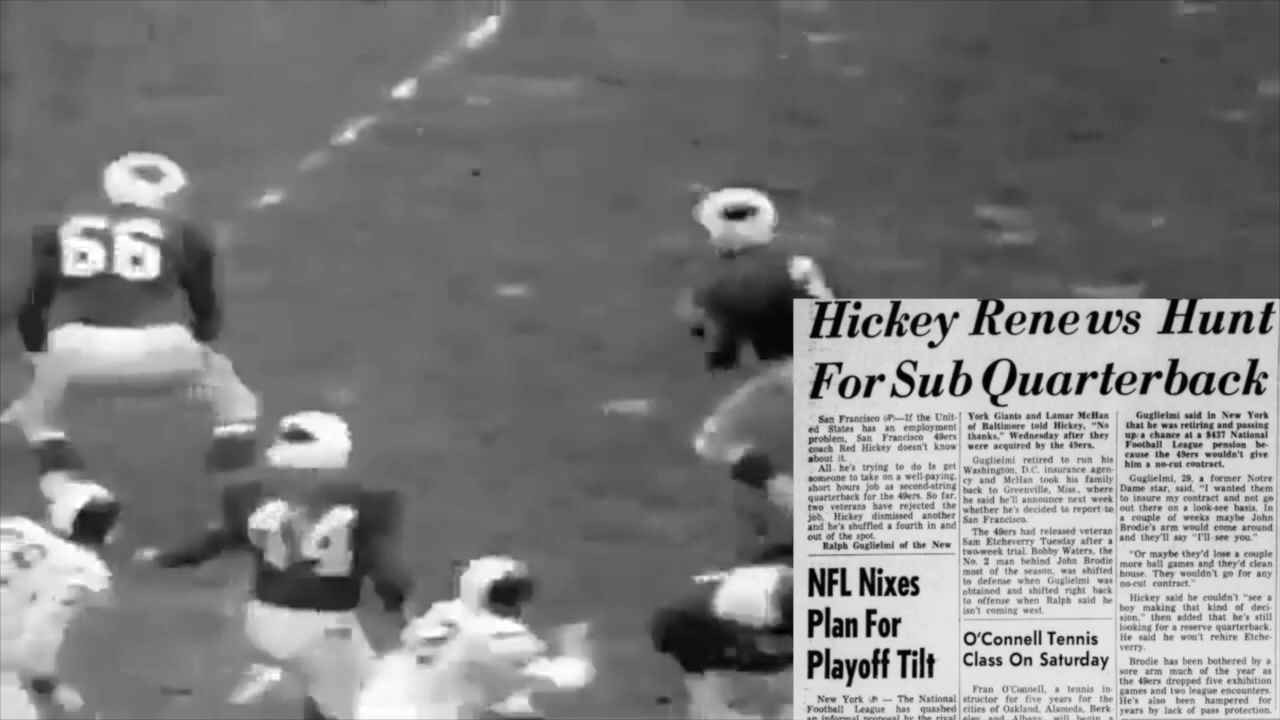 66
44
Hickey Renews Hunt
For Sub Quarterback
San Francisco (AP)—If the Unit-
ed States has an employment
problem, San Francisco 49ers
coach Red Hickey doesn't know
about it.
All he's trying to do is get
someone to take on a well-paying,
short hours job as second-string
quarterback for the 49ers. So far,
two veterans have rejected the
job, Hickey dismissed another
and he's shuffled a fourth in and
out of the spot.
Ralph Guglielmi of the New
York Giants and Lamar McHan
of Baltimore told Hickey, "No
thanks," Wednesday after they
were acquired by the 49ers.
Guglielmi retired to run his
Washington, D.C. insurance agen-
cy and McHan took his family
back to Greenville, Miss., where
he said he'll announce next week
whether he's decided to report to
San Francisco.
The 49ers had released veteran
Sam Etcheverry Tuesday after a
two-week trial. Bobby Waters, the
No. 2 man behind John Brodie
most of the season, was shifted
to defense when Guglielmi was
obtained and shifted right back
to offense when Ralph said he
isn't coming west.
Guglielmi said in New York
that he was retiring and passing
up a chance at a $437 National
Football League pension be-
cause the 49ers wouldn't give
him a no-cut contract.
Guglielmi, 29, a former Notre
Dame star, said, "I wanted them
to insure my contract and not go
out there on a look-see basis. In
a couple of weeks maybe John
Brodie's arm would come around
and they'll say "I'll see you."
"Or maybe they'd lose a couple
more ball games and they'd clean
house. They wouldn't go for any
no-cut contract."
Hickey said he couldn't "see a
boy making that kind of deci-
sion," then added that he's still
looking for a reserve quarterback.
He said he won't rehire Etche-
verry.
Brodie has been bothered by a
sore arm much of the year as
the 49ers dropped five exhibition
games and two league encounters.
He's also been hampered for
years by lack of pass protection.
NFL Nixes
Plan For
Playoff Tilt
New York (AP) — The National
Football League has quashed
an informal proposal by the rival
O'Connell Tennis
Class On Saturday
Fran O'Connell, a tennis in-
structor for five years for the
cities of Oakland, Alameda, Berk-
eley and Albany, will begin a